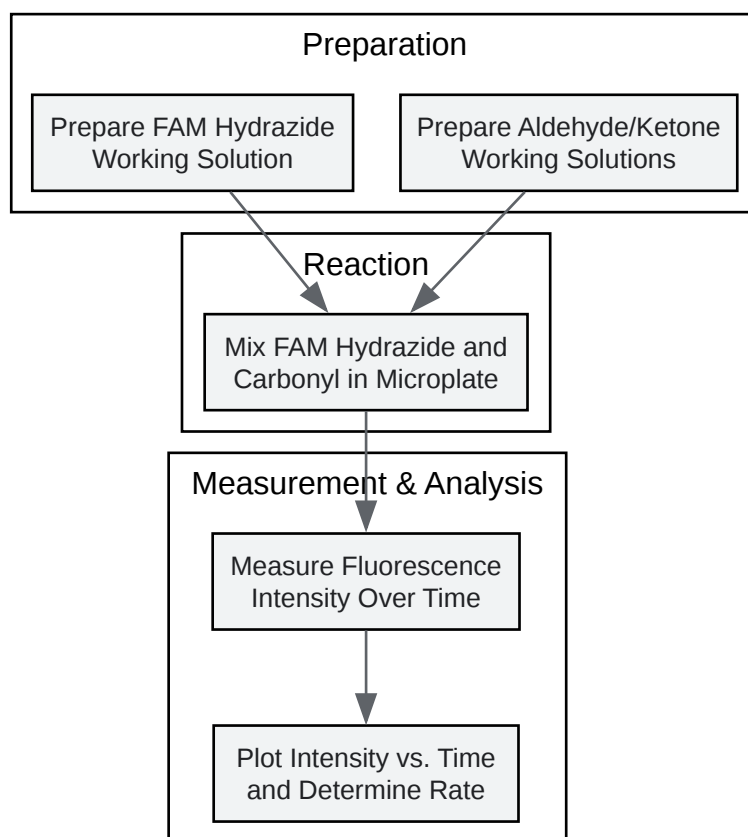 Preparation
Prepare FAM Hydrazide
Working Solution
Prepare Aldehyde/Ketone
Working Solutions
Reaction
Mix FAM Hydrazide and
Carbonyl in Microplate
Measurement & Analysis
Measure Fluorescence
Intensity Over Time
Plot Intensity vs. Time
and Determine Rate